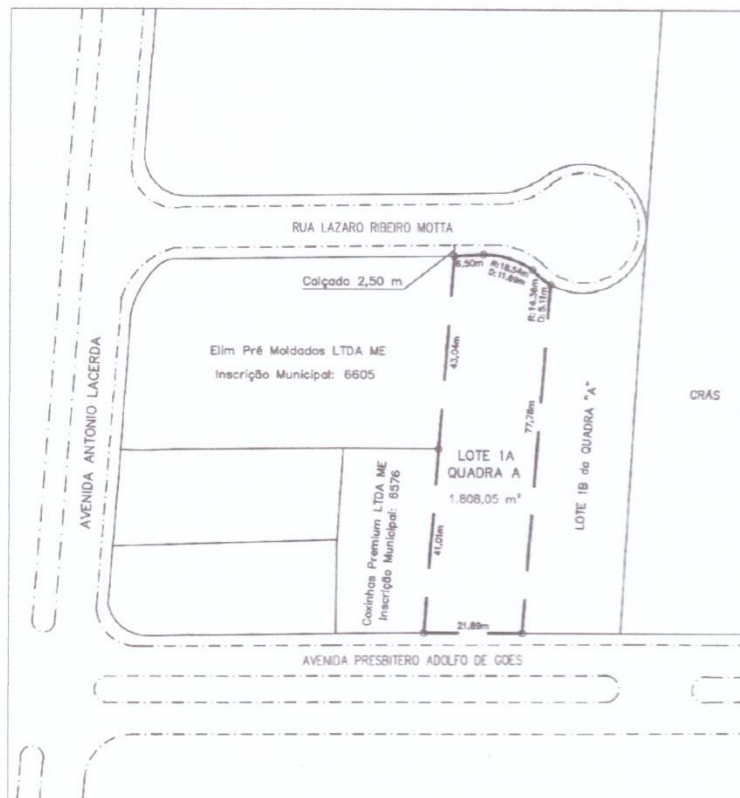 RUA LAZARO RIBEIRO MOTTA
Calçada 2,50 m
6,50m
R:18,54m
D:11,89m
R:14,36m
D:5,11m
43,04m
Elim Pré Moldados LTDA ME
Inscrição Municipal: 6605
AVENIDA ANTONIO LACERDA
77,78m
CRAS
LOTE 1A
QUADRA A
1.808,05 m²
LOTE 1B da QUADRA "A"
Coxinhas Premium LTDA ME
Inscrição Municipal: 6576
41,01m
21,89m
AVENIDA PRESBITERO ADOLFO DE GOES